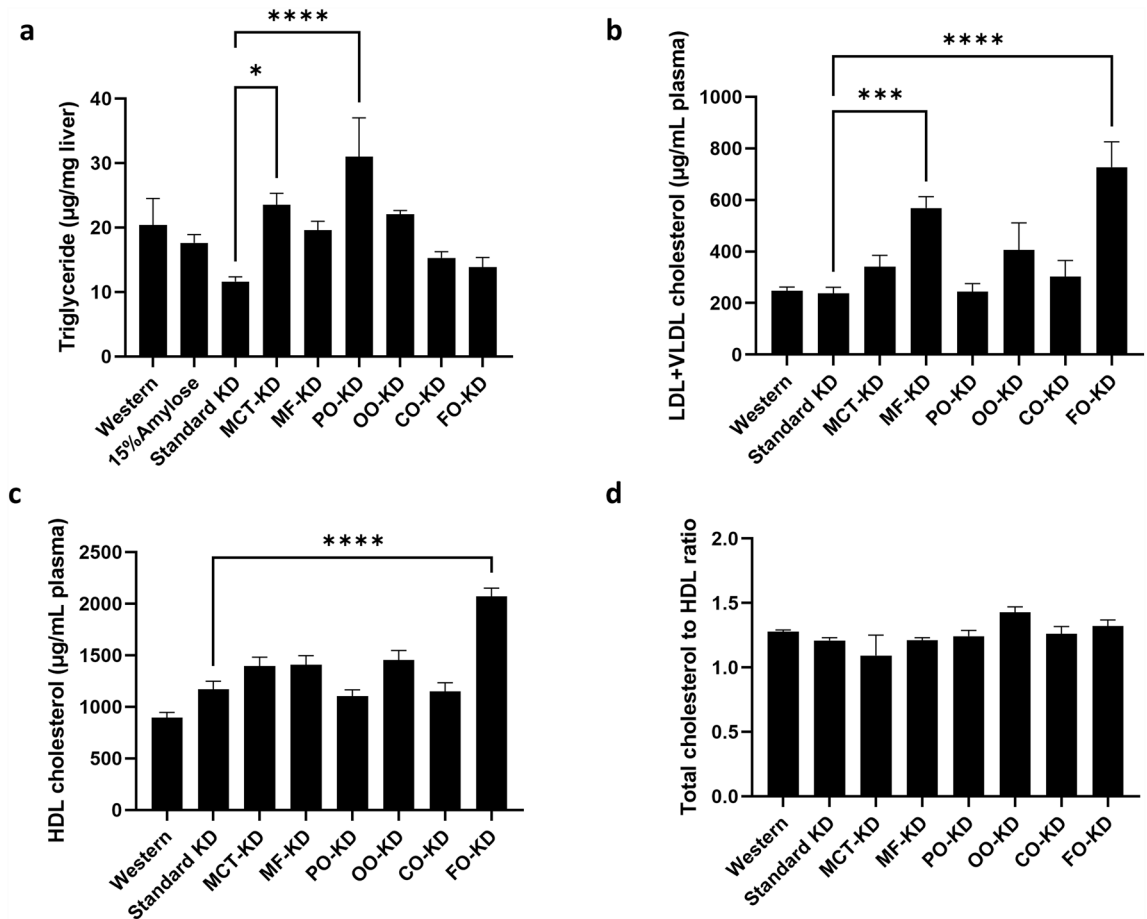 a
****
*
Triglyceride (µg/mg liver)
40
30
20
10
0
Western
15%Amylose
Standard KD
MCT-KD
MF-KD
PO-KD
OO-KD
CO-KD
FO-KD
b
****
***
LDL+VLDL cholesterol (µg/mL plasma)
1000
800
600
400
200
0
Western
Standard KD
MCT-KD
MF-KD
PO-KD
OO-KD
CO-KD
FO-KD
c
****
HDL cholesterol (µg/mL plasma)
2500
2000
1500
1000
500
0
Western
Standard KD
MCT-KD
MF-KD
PO-KD
OO-KD
CO-KD
FO-KD
d
Total cholesterol to HDL ratio
2.0
1.5
1.0
0.5
0.0
Western
Standard KD
MCT-KD
MF-KD
PO-KD
OO-KD
CO-KD
FO-KD